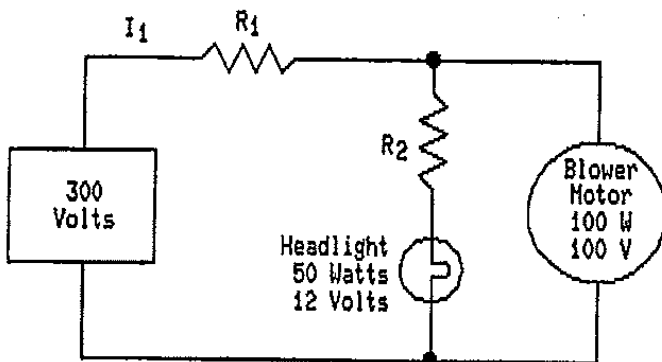 I1
R1
R2
300
Volts
Headlight
50 Watts
12 Volts
Blower
Motor
100 W
100 V